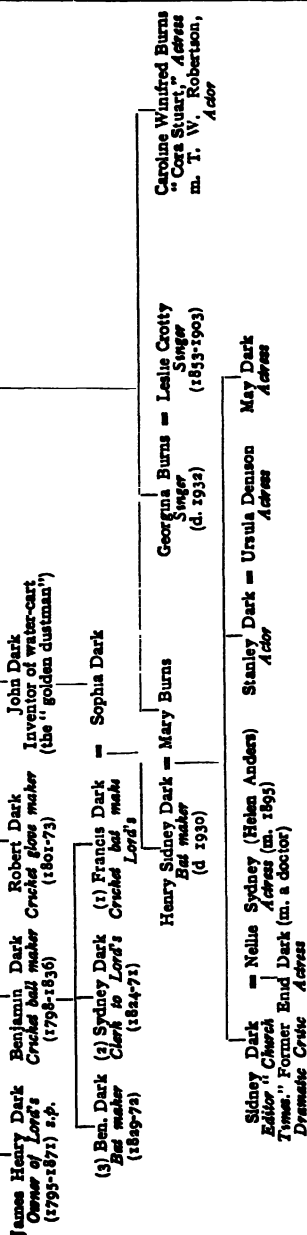 James Henry Dark
Owner of Lord's
(1795-1871) s.p.
Benjamin Dark
Cricket ball maker
(1798-1836)
Robert Dark
Cricket glove maker
(1801-73)
John Dark
Inventor of water-cart
(the "golden dustman")
(3) Ben. Dark
Bat maker
(1829-72)
(2) Sydney Dark
Clerk to Lord's
(1824-71)
(1) Francis Dark = Sophia Dark
Cricket bat maks
Lord's
Henry Sidney Dark = Mary Burns
Bat maker
(d 1930)
Georgina Burns = Leslie Crotty
Singer
(d. 1932)
Singer
(1853-1903)
Caroline Winifred Burns
"Cora Stuart," Actress
m. T. W. Robertson,
Actor
Sidney Dark = Nellie Sydney (Helen Anders)
Editor "Church
Times." Former
Dramatic Critic
Actress (m. 1895)
Enid Dark (m. a doctor)
Actress
Stanley Dark = Ursula Denison
Actor
Actress
May Dark
Actress